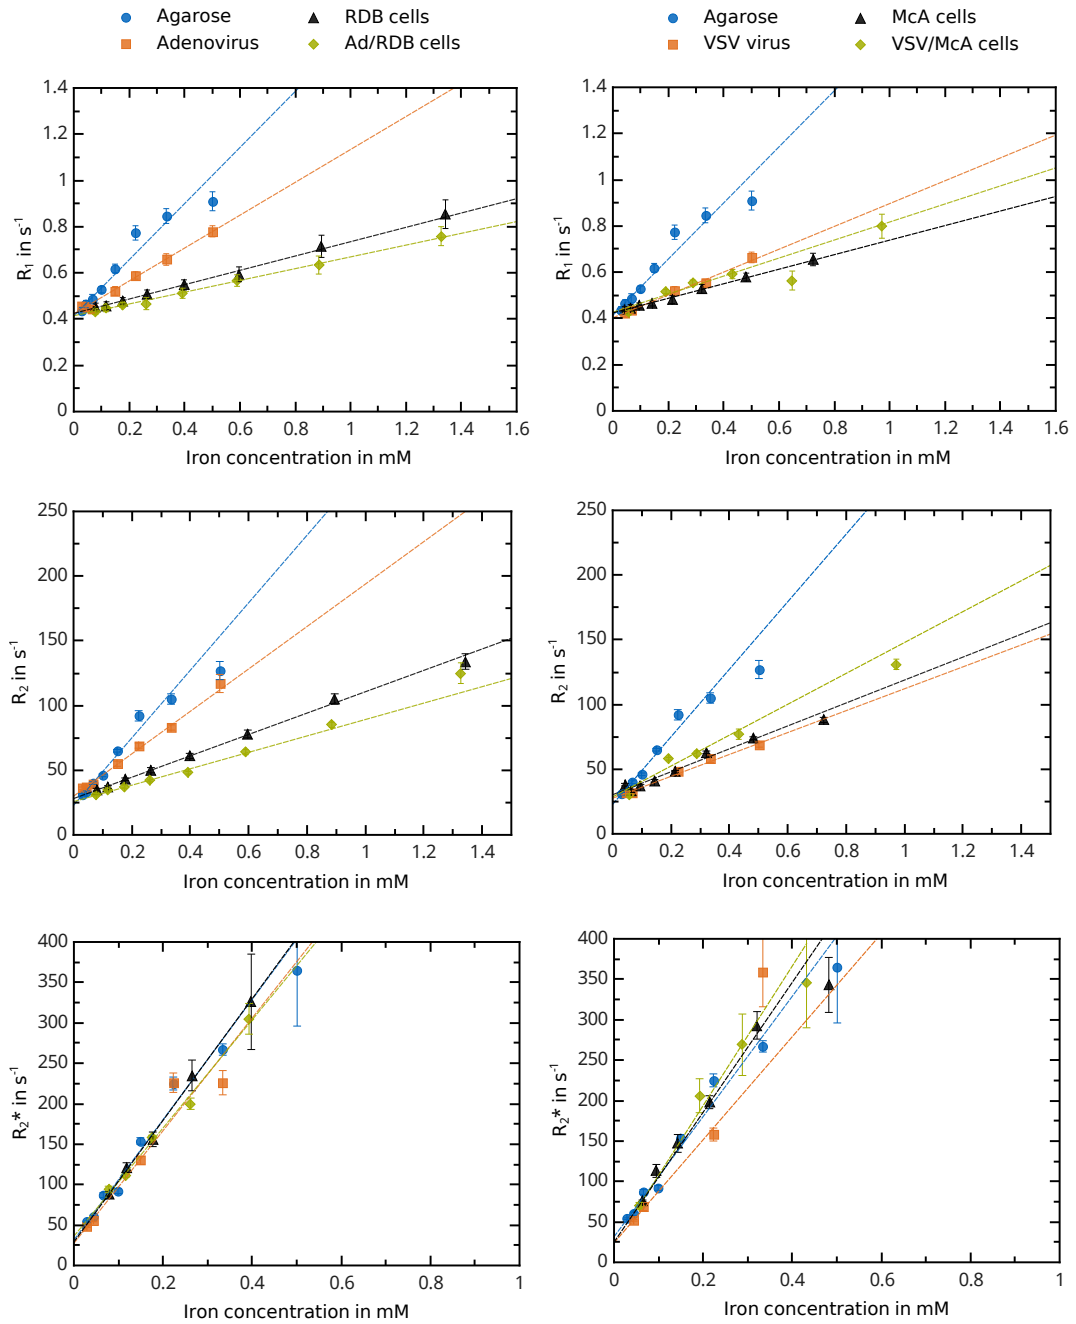 Agarose RDB cells
Adenovirus Ad/RDB cells
Agarose McA cells
VSV virus VSV/McA cells
1.4
1.2
1
0.8
0.6
0.4
0.2
0
R1 in s-1
0 0.2 0.4 0.6 0.8 1 1.2 1.4 1.6
Iron concentration in mM
1.4
1.2
1
0.8
0.6
0.4
0.2
0
R1 in s-1
0 0.2 0.4 0.6 0.8 1 1.2 1.4 1.6
Iron concentration in mM
250
200
150
100
50
0
R2 in s-1
0 0.2 0.4 0.6 0.8 1 1.2 1.4
Iron concentration in mM
250
200
150
100
50
0
R2 in s-1
0 0.2 0.4 0.6 0.8 1 1.2 1.4
Iron concentration in mM
400
350
300
250
200
150
100
50
0
R2* in s-1
0 0.2 0.4 0.6 0.8 1
Iron concentration in mM
400
350
300
250
200
150
100
50
0
R2* in s-1
0 0.2 0.4 0.6 0.8 1
Iron concentration in mM